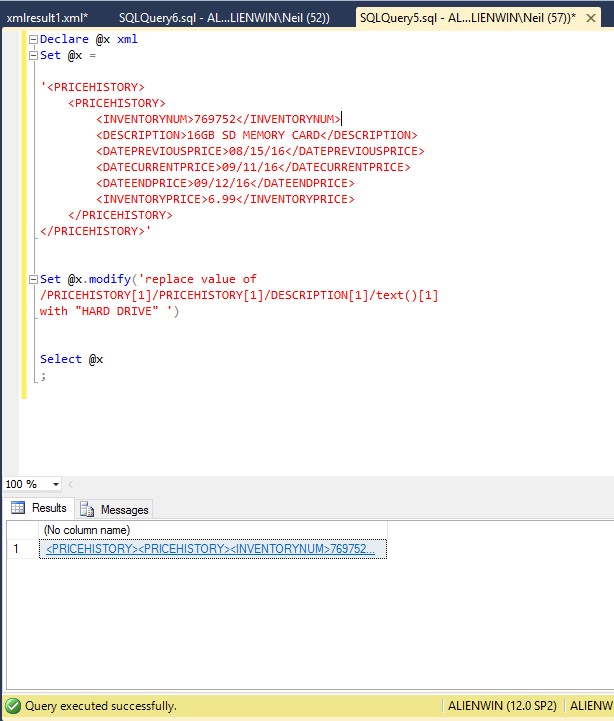 xmlresult1.xml*    SQLQuery6.sql - AL...LIENWIN\Neil (52))    SQLQuery5.sql - AL...LIENWIN\Neil (57))*
Declare @x xml
Set @x =
'<PRICEHISTORY>
<PRICEHISTORY>
<INVENTORYNUM>769752</INVENTORYNUM>
<DESCRIPTION>16GB SD MEMORY CARD</DESCRIPTION>
<DATEPREVIOUSPRICE>08/15/16</DATEPREVIOUSPRICE>
<DATECURRENTPRICE>09/11/16</DATECURRENTPRICE>
<DATEENDPRICE>09/12/16</DATEENDPRICE>
<INVENTORYPRICE>6.99</INVENTORYPRICE>
</PRICEHISTORY>
</PRICEHISTORY>'
Set @x.modify('replace value of
/PRICEHISTORY[1]/PRICEHISTORY[1]/DESCRIPTION[1]/text()[1]
with "HARD DRIVE" ')
Select @x
;
100 %
Results    Messages
(No column name)
1    <PRICEHISTORY><PRICEHISTORY><INVENTORYNUM>769752...
Query executed successfully.    ALIENWIN (12.0 SP2)    ALIENW